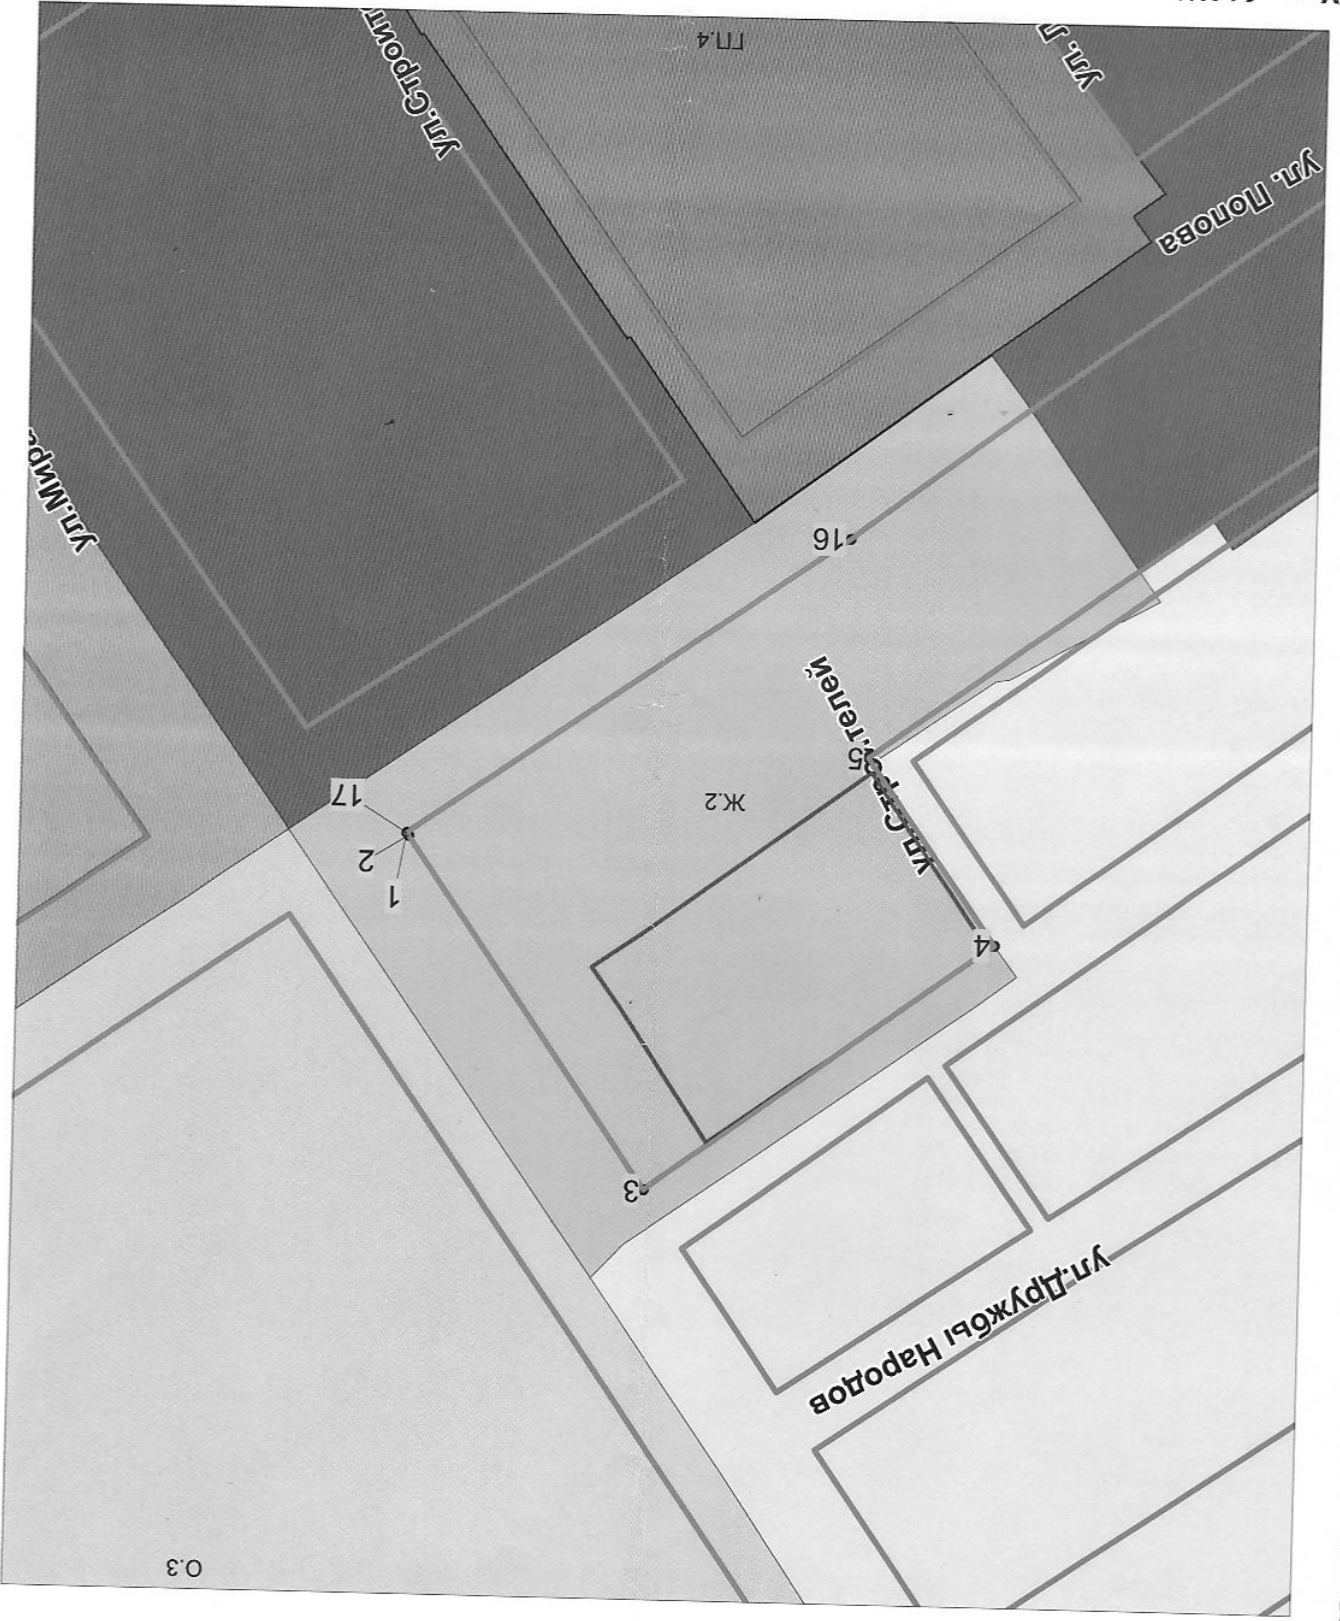 О.3
ул.Дружбы Народов
3
4
1
2
17
Ж.2
5
ул.Строителей
16
ул.Мира
ул. Попова
ул.Строит
ул. Л
ГП.4